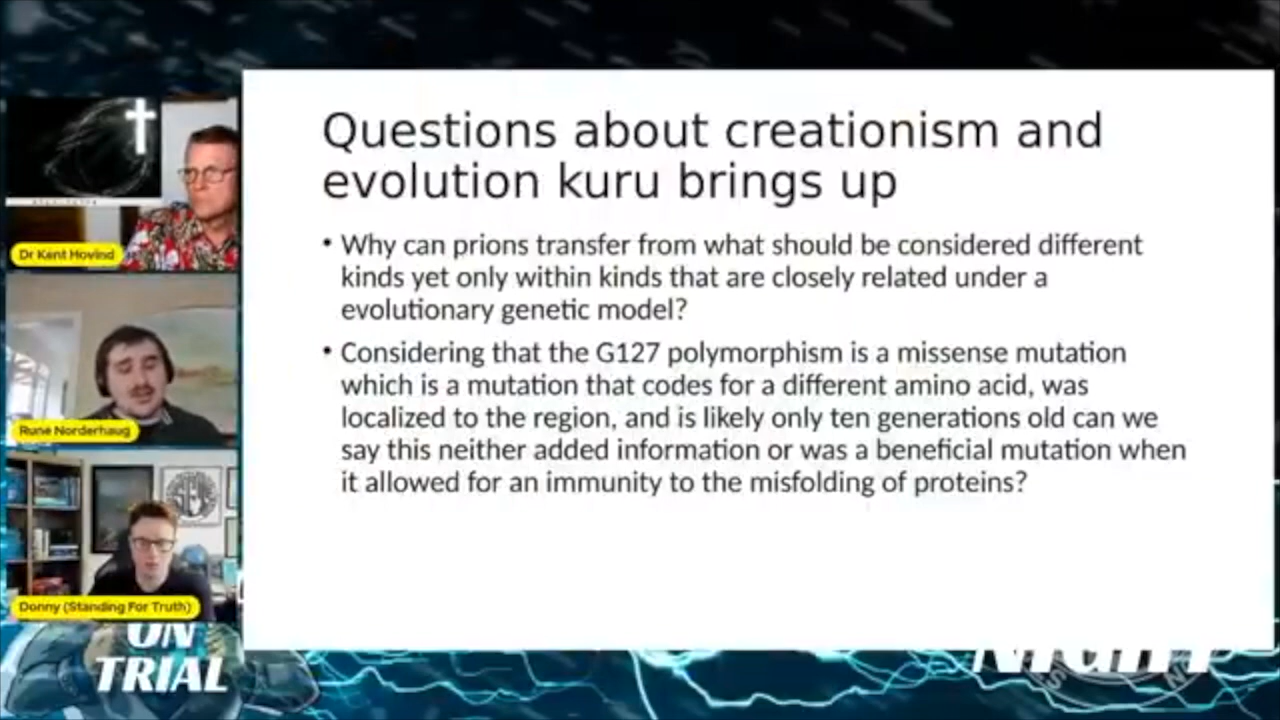 Questions about creationism and
evolution kuru brings up
• Why can prions transfer from what should be considered different
kinds yet only within kinds that are closely related under a
evolutionary genetic model?
• Considering that the G127 polymorphism is a missense mutation
which is a mutation that codes for a different amino acid, was
localized to the region, and is likely only ten generations old can we
say this neither added information or was a beneficial mutation when
it allowed for an immunity to the misfolding of proteins?
Dr Kent Hovind
Rune Norderhaug
Donny (Standing For Truth)
ON
TRIAL